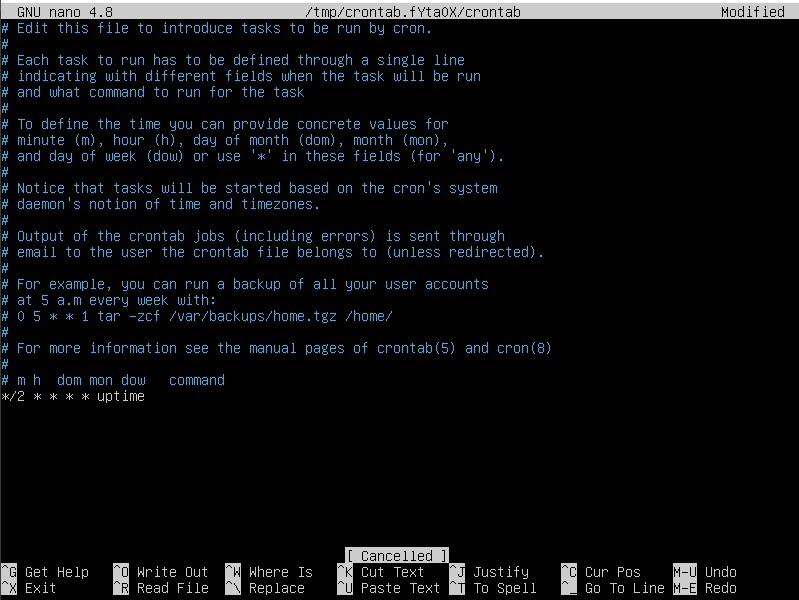 GNU nano 4.8 /tmp/crontab.fYtaOX/crontab Modified
# Edit this file to introduce tasks to be run by cron.
#
# Each task to run has to be defined through a single line
# indicating with different fields when the task will be run
# and what command to run for the task
#
# To define the time you can provide concrete values for
# minute (m), hour (h), day of month (dom), month (mon),
# and day of week (dow) or use '*' in these fields (for 'any').
#
# Notice that tasks will be started based on the cron's system
# daemon's notion of time and timezones.
#
# Output of the crontab jobs (including errors) is sent through
# email to the user the crontab file belongs to (unless redirected).
#
# For example, you can run a backup of all your user accounts
# at 5 a.m every week with:
# 0 5 * * 1 tar -zcf /var/backups/home.tgz /home/
#
# For more information see the manual pages of crontab(5) and cron(8)
#
# m h  dom mon dow   command
*/2 * * * * uptime
[ Cancelled ]
^G Get Help ^O Write Out ^W Where Is ^K Cut Text ^J Justify ^C Cur Pos M-U Undo
^X Exit ^R Read File ^\ Replace ^U Paste Text ^T To Spell ^_ Go To Line M-E Redo